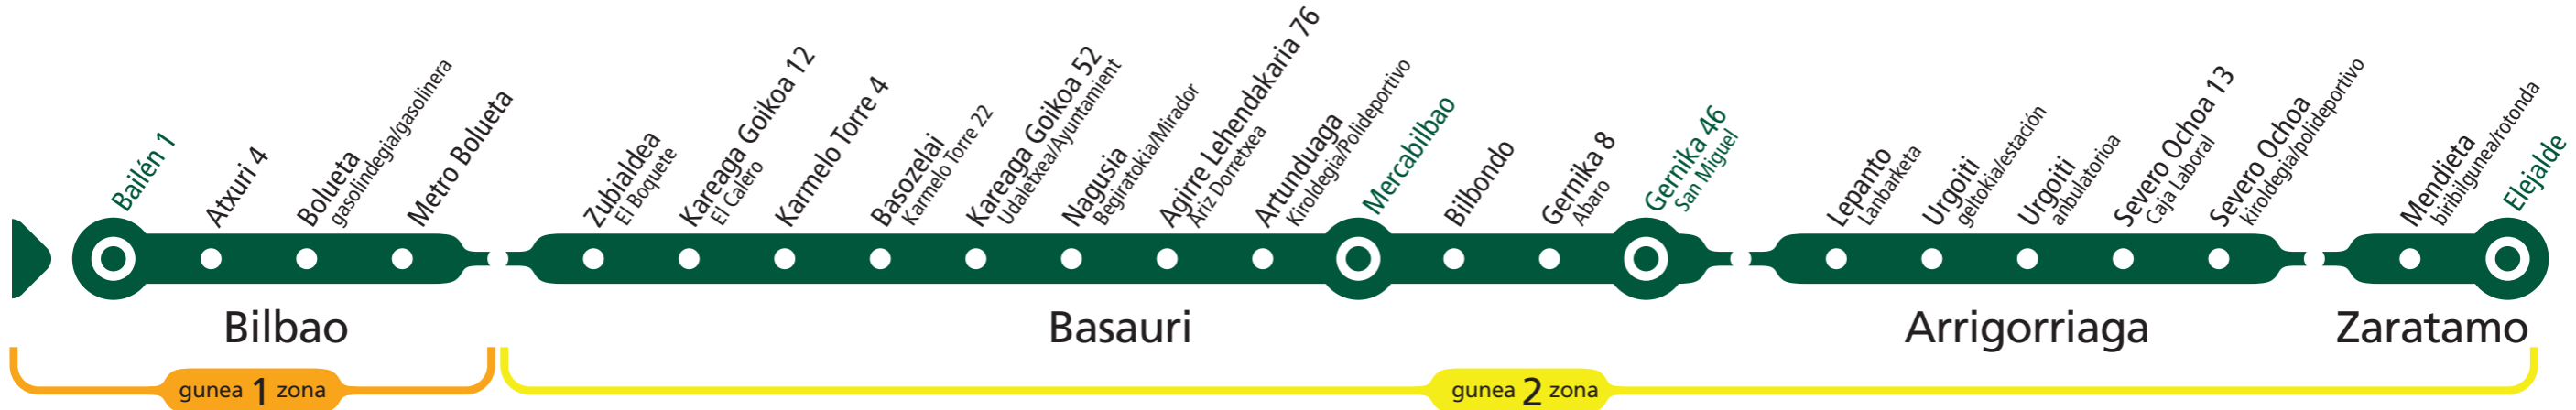 Bailén 1
Atxuri 4
Bolueta
gasolindegia/gasolinera
Metro Bolueta
Zubialdea
El Boquete
Kareaga Goikoa 12
El Calero
Karmelo Torre 4
Basozelai
Karmelo Torre 22
Kareaga Goikoa 52
Udaletxea/Ayuntamient
Nagusia
Begiratokia/Mirador
Agirre Lehendakaria 76
Ariz Dorretxea
Artunduaga
Kiroldegia/Polideportivo
Mercabilbao
Bilbondo
Gernika 8
Abaro
Gernika 46
San Miguel
Lepanto
Lanbarketa
Urgoiti
geltokia/estación
Urgoiti
anbulatorioa
Severo Ochoa 13
Caja Laboral
Severo Ochoa
kiroldegia/polideportivo
Mendieta
biribilgunea/rotonda
Elejalde
Bilbao
Basauri
Arrigorriaga
Zaratamo
gunea 1 zona
gunea 2 zona